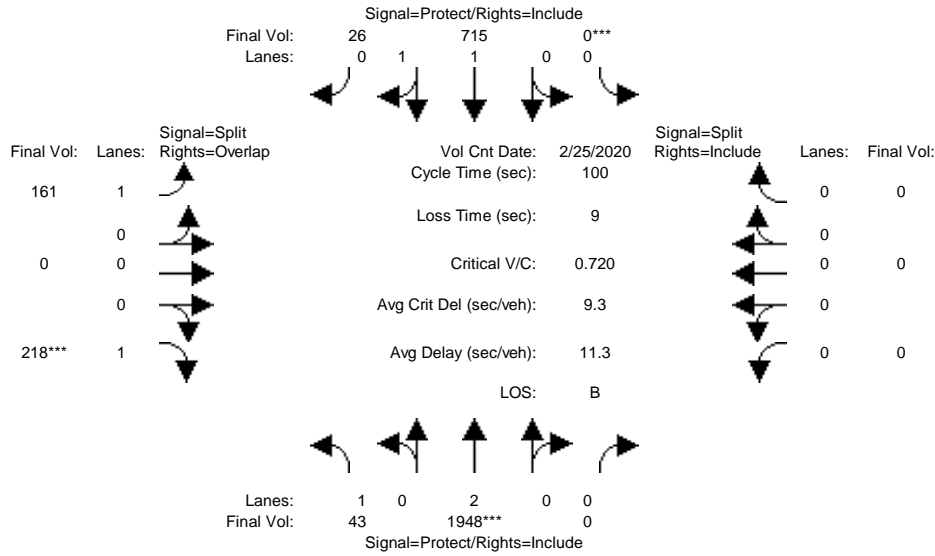 Signal=Protect/Rights=Include
Final Vol: 26 715 0***
Lanes: 0 1 1 0 0
Signal=Split Signal=Split
Final Vol: Lanes: Rights=Overlap Vol Cnt Date: 2/25/2020 Rights=Include Lanes: Final Vol:
Cycle Time (sec): 100
161 1 0 0
Loss Time (sec): 9
0 0
0 0 Critical V/C: 0.720 0 0
0 Avg Crit Del (sec/veh): 9.3 0
218*** 1 Avg Delay (sec/veh): 11.3 0 0
LOS: B
Lanes: 1 0 2 0 0
Final Vol: 43 1948*** 0
Signal=Protect/Rights=Include